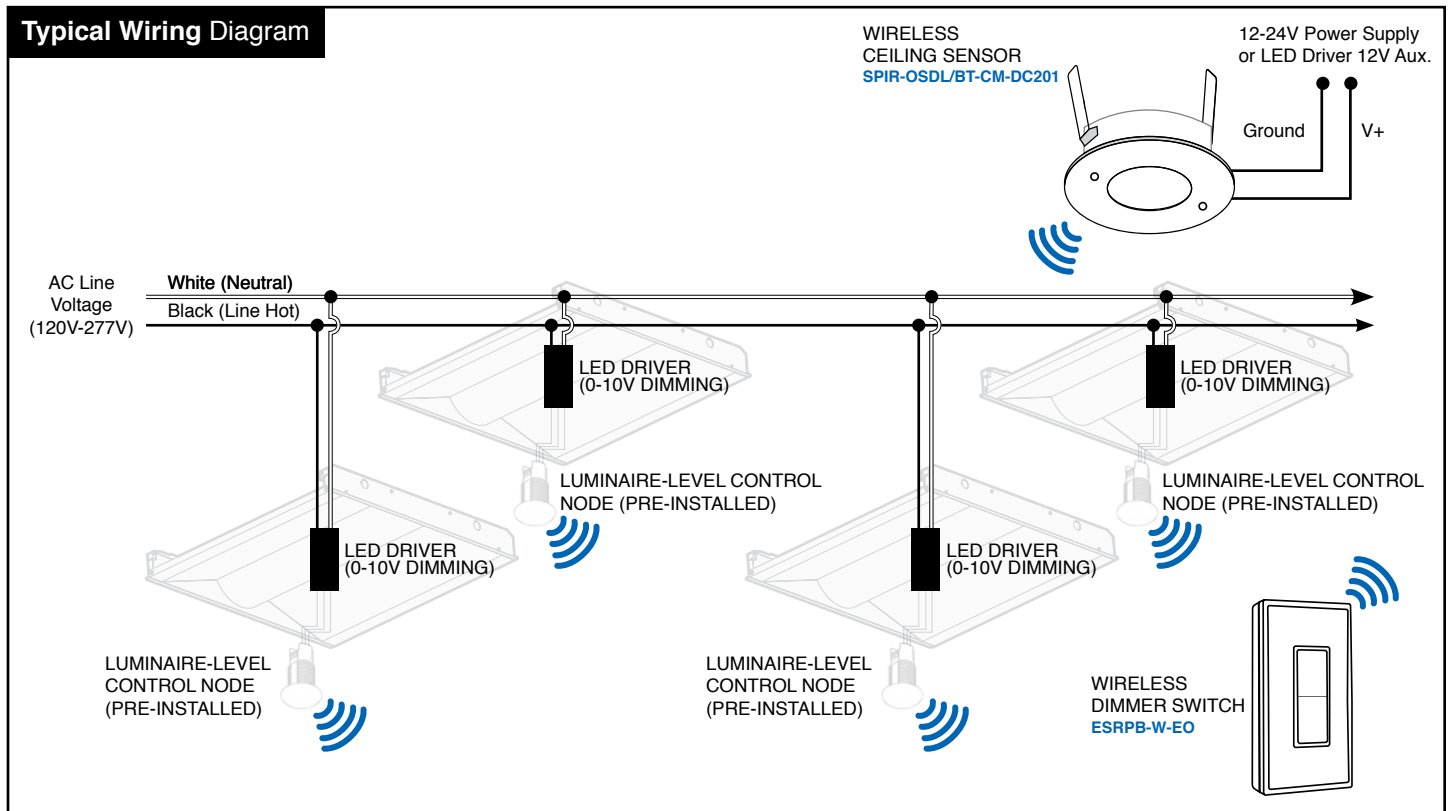 Typical Wiring Diagram
WIRELESS
CEILING SENSOR
SPIR-OSDL/BT-CM-DC201
12-24V Power Supply
or LED Driver 12V Aux.
Ground
V+
AC Line
Voltage
(120V-277V)
White (Neutral)
Black (Line Hot)
LED DRIVER
(0-10V DIMMING)
LED DRIVER
(0-10V DIMMING)
LUMINAIRE-LEVEL CONTROL
NODE (PRE-INSTALLED)
LUMINAIRE-LEVEL CONTROL
NODE (PRE-INSTALLED)
LED DRIVER
(0-10V DIMMING)
LED DRIVER
(0-10V DIMMING)
LUMINAIRE-LEVEL
CONTROL NODE
(PRE-INSTALLED)
LUMINAIRE-LEVEL
CONTROL NODE
(PRE-INSTALLED)
WIRELESS
DIMMER SWITCH
ESRPB-W-EO